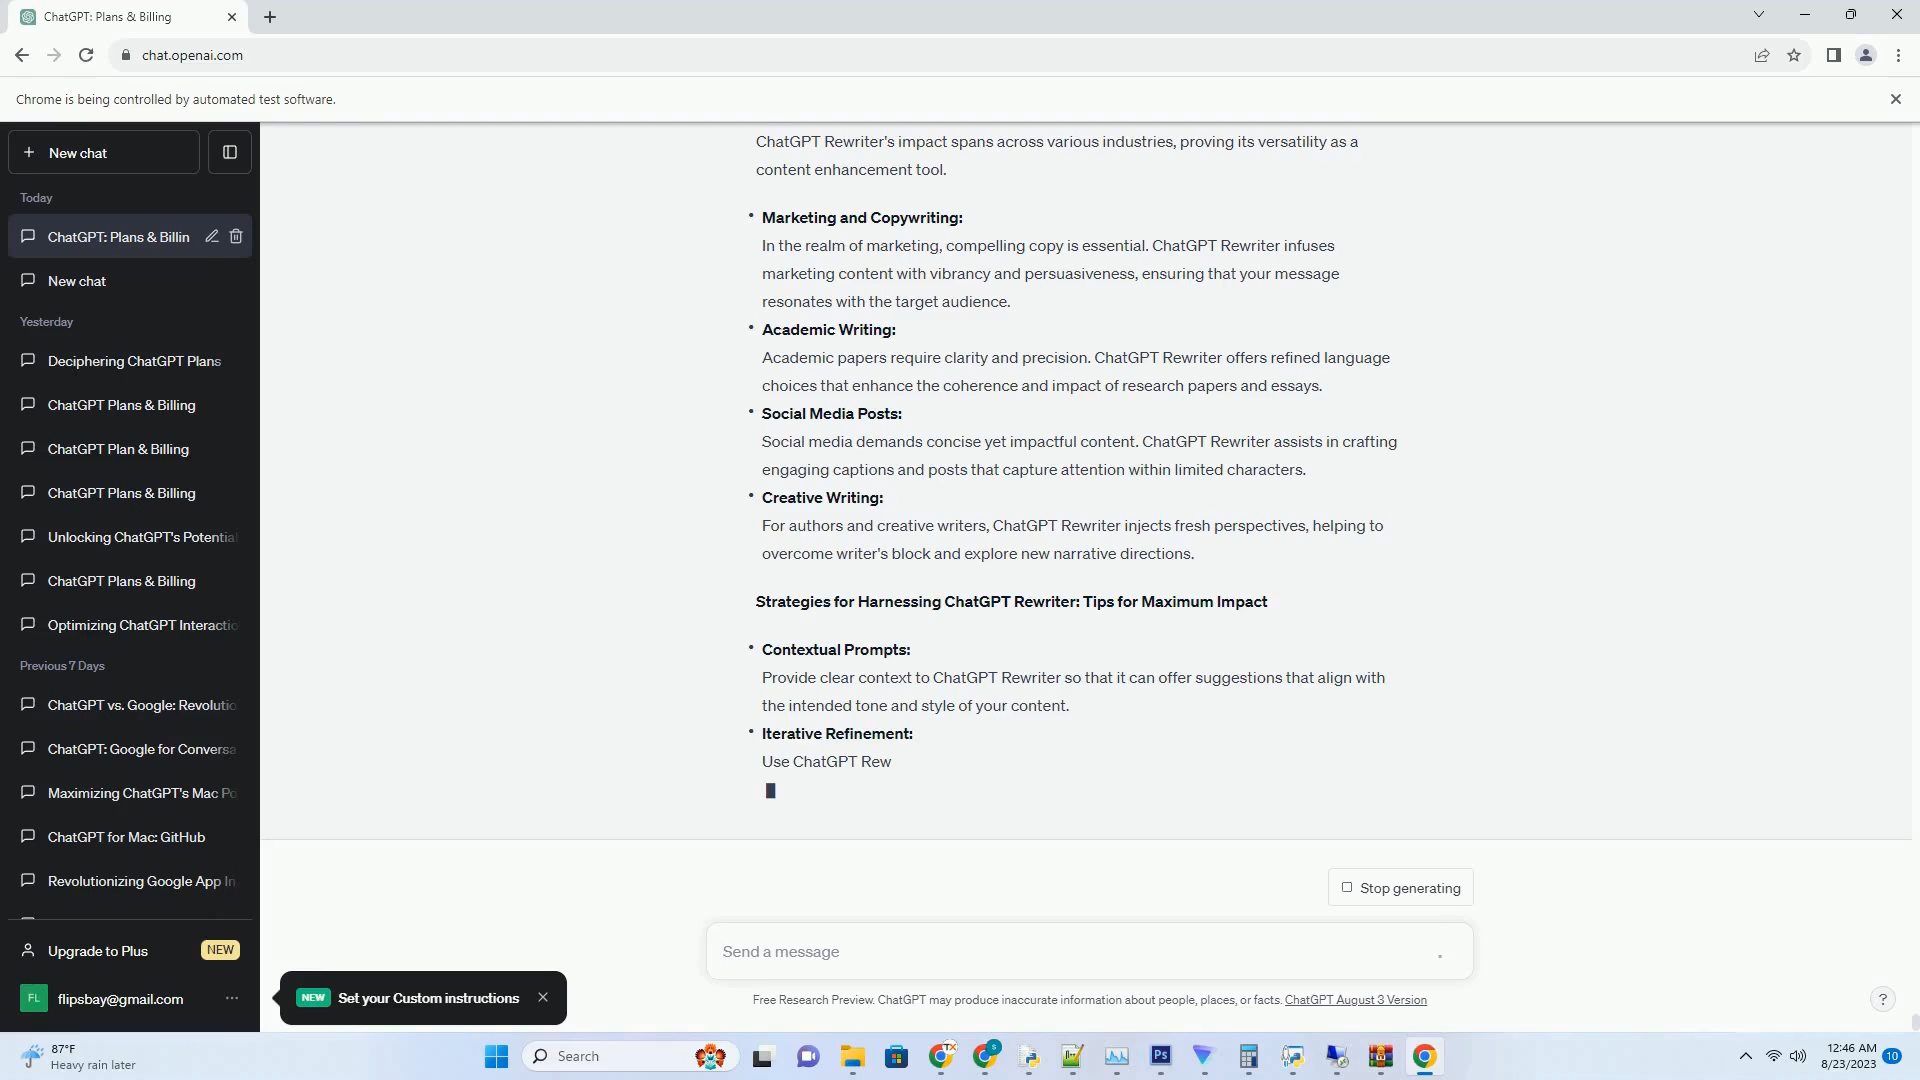 ChatGPT: Plans & Billing
chat.openai.com
Chrome is being controlled by automated test software.
New chat
Today
ChatGPT: Plans & Billin
New chat
Yesterday
Deciphering ChatGPT Plans
ChatGPT Plans & Billing
ChatGPT Plan & Billing
ChatGPT Plans & Billing
Unlocking ChatGPT's Potential
ChatGPT Plans & Billing
Optimizing ChatGPT Interactio
Previous 7 Days
ChatGPT vs. Google: Revolutio
ChatGPT: Google for Conversa
Maximizing ChatGPT's Mac Po
ChatGPT for Mac: GitHub
Revolutionizing Google App In
Upgrade to Plus NEW
FL flipsbay@gmail.com
NEW Set your Custom instructions
ChatGPT Rewriter's impact spans across various industries, proving its versatility as a
content enhancement tool.
• Marketing and Copywriting:
In the realm of marketing, compelling copy is essential. ChatGPT Rewriter infuses
marketing content with vibrancy and persuasiveness, ensuring that your message
resonates with the target audience.
• Academic Writing:
Academic papers require clarity and precision. ChatGPT Rewriter offers refined language
choices that enhance the coherence and impact of research papers and essays.
• Social Media Posts:
Social media demands concise yet impactful content. ChatGPT Rewriter assists in crafting
engaging captions and posts that capture attention within limited characters.
• Creative Writing:
For authors and creative writers, ChatGPT Rewriter injects fresh perspectives, helping to
overcome writer's block and explore new narrative directions.
Strategies for Harnessing ChatGPT Rewriter: Tips for Maximum Impact
• Contextual Prompts:
Provide clear context to ChatGPT Rewriter so that it can offer suggestions that align with
the intended tone and style of your content.
• Iterative Refinement:
Use ChatGPT Rew
Stop generating
Send a message
Free Research Preview. ChatGPT may produce inaccurate information about people, places, or facts. ChatGPT August 3 Version
?
87°F
Heavy rain later
Search
TX
S
Ps
12:46 AM
8/23/2023
10